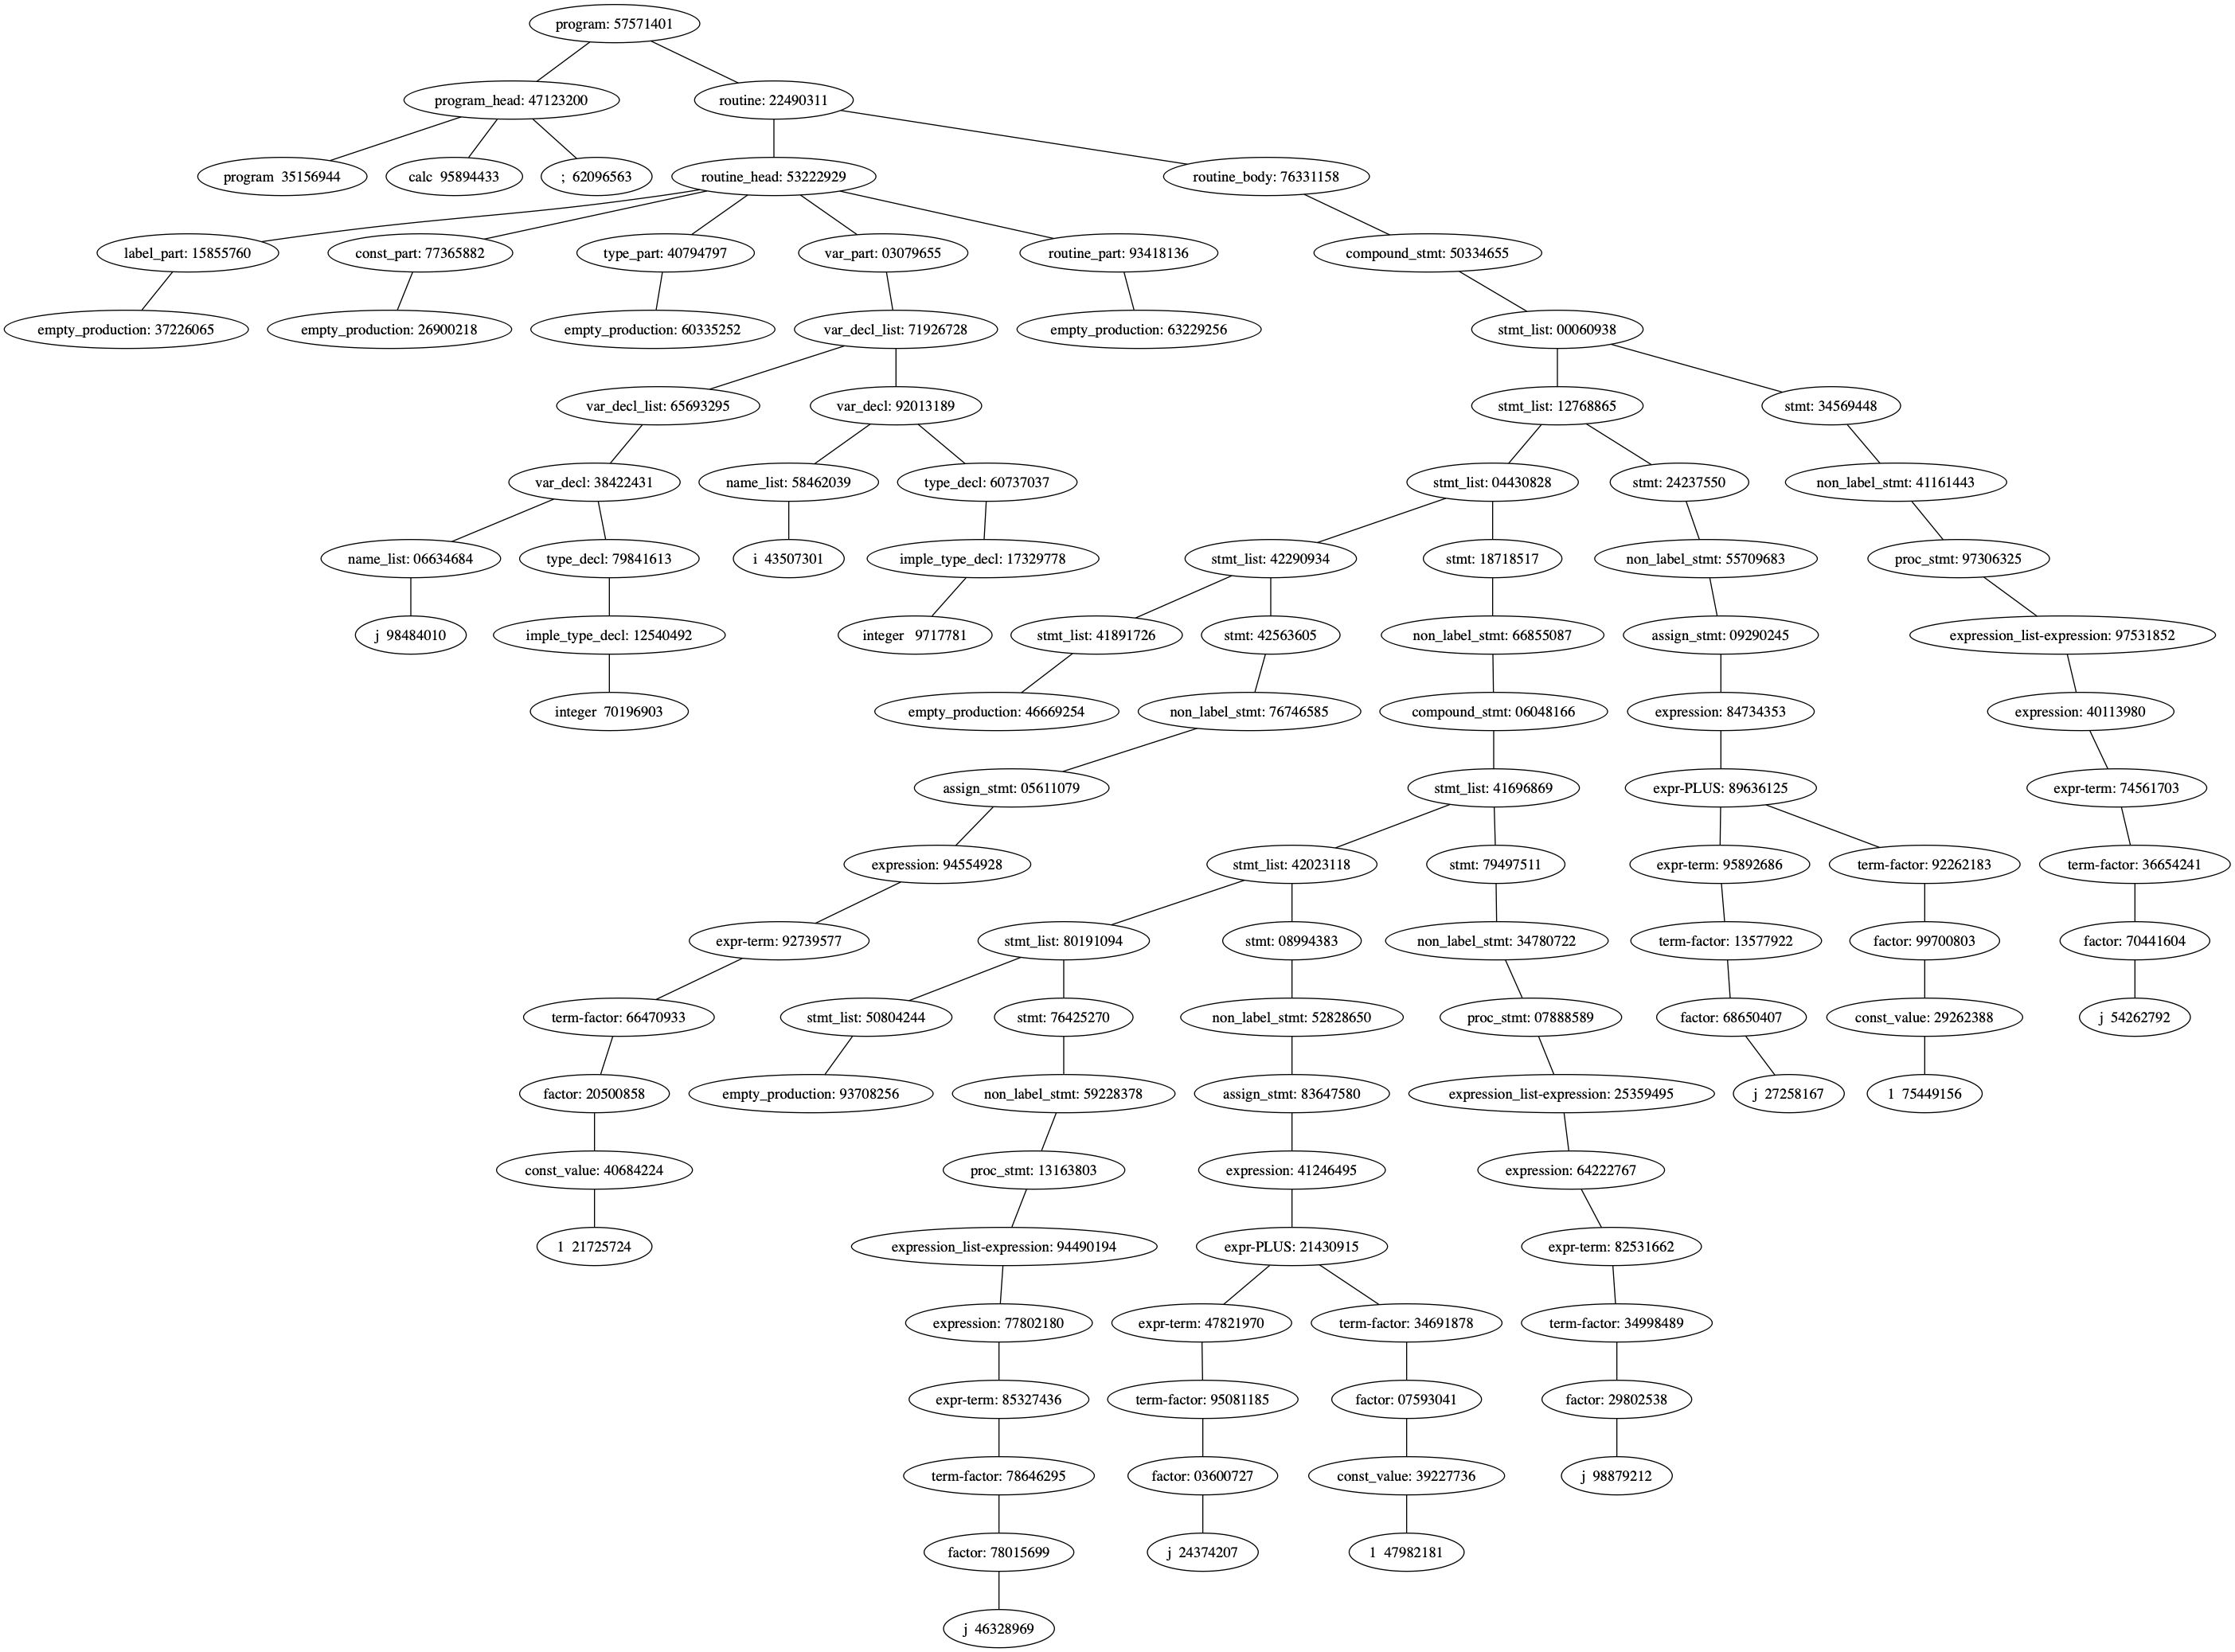 program: 57571401
program_head: 47123200
routine: 22490311
program 35156944
calc 95894433
; 62096563
routine_head: 53222929
routine_body: 76331158
label_part: 15855760
const_part: 77365882
type_part: 40794797
var_part: 03079655
routine_part: 93418136
compound_stmt: 50334655
empty_production: 37226065
empty_production: 26900218
empty_production: 60335252
var_decl_list: 71926728
empty_production: 63229256
stmt_list: 00060938
var_decl_list: 65693295
var_decl: 92013189
stmt_list: 12768865
stmt: 34569448
var_decl: 38422431
name_list: 58462039
type_decl: 60737037
stmt_list: 04430828
stmt: 24237550
non_label_stmt: 41161443
name_list: 06634684
type_decl: 79841613
i 43507301
imple_type_decl: 17329778
stmt_list: 42290934
stmt: 18718517
non_label_stmt: 55709683
proc_stmt: 97306325
j 98484010
imple_type_decl: 12540492
integer 9717781
stmt_list: 41891726
stmt: 42563605
non_label_stmt: 66855087
assign_stmt: 09290245
expression_list-expression: 97531852
integer 70196903
empty_production: 46669254
non_label_stmt: 76746585
compound_stmt: 06048166
expression: 84734353
expression: 40113980
assign_stmt: 05611079
stmt_list: 41696869
expr-PLUS: 89636125
expr-term: 74561703
expression: 94554928
stmt_list: 42023118
stmt: 79497511
expr-term: 95892686
term-factor: 92262183
term-factor: 36654241
expr-term: 92739577
stmt_list: 80191094
stmt: 08994383
non_label_stmt: 34780722
term-factor: 13577922
factor: 99700803
factor: 70441604
term-factor: 66470933
stmt_list: 50804244
stmt: 76425270
non_label_stmt: 52828650
proc_stmt: 07888589
factor: 68650407
const_value: 29262388
j 54262792
factor: 20500858
empty_production: 93708256
non_label_stmt: 59228378
assign_stmt: 83647580
expression_list-expression: 25359495
j 27258167
1 75449156
const_value: 40684224
proc_stmt: 13163803
expression: 41246495
expression: 64222767
1 21725724
expression_list-expression: 94490194
expr-PLUS: 21430915
expr-term: 82531662
expression: 77802180
expr-term: 47821970
term-factor: 34691878
term-factor: 34998489
expr-term: 85327436
term-factor: 95081185
factor: 07593041
factor: 29802538
term-factor: 78646295
factor: 03600727
const_value: 39227736
j 98879212
factor: 78015699
j 24374207
1 47982181
j 46328969